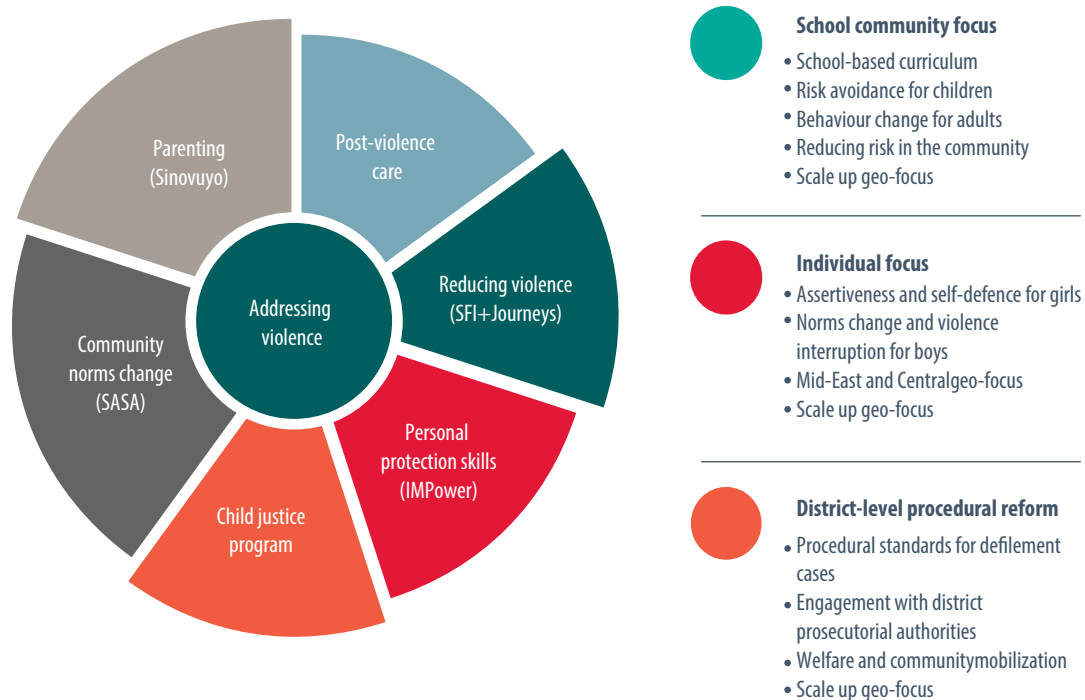 Parenting
(Sinovuyo)
Post-violence
care
Reducing violence
(SFI+Journeys)
Addressing
violence
Community
norms change
(SASA)
Personal
protection skills
(IMPower)
Child justice
program
School community focus
• School-based curriculum
• Risk avoidance for children
• Behaviour change for adults
• Reducing risk in the community
• Scale up geo-focus
Individual focus
• Assertiveness and self-defence for girls
• Norms change and violence
interruption for boys
• Mid-East and Centralgeo-focus
• Scale up geo-focus
District-level procedural reform
• Procedural standards for defilement
cases
• Engagement with district
prosecutorial authorities
• Welfare and communitymobilization
• Scale up geo-focus